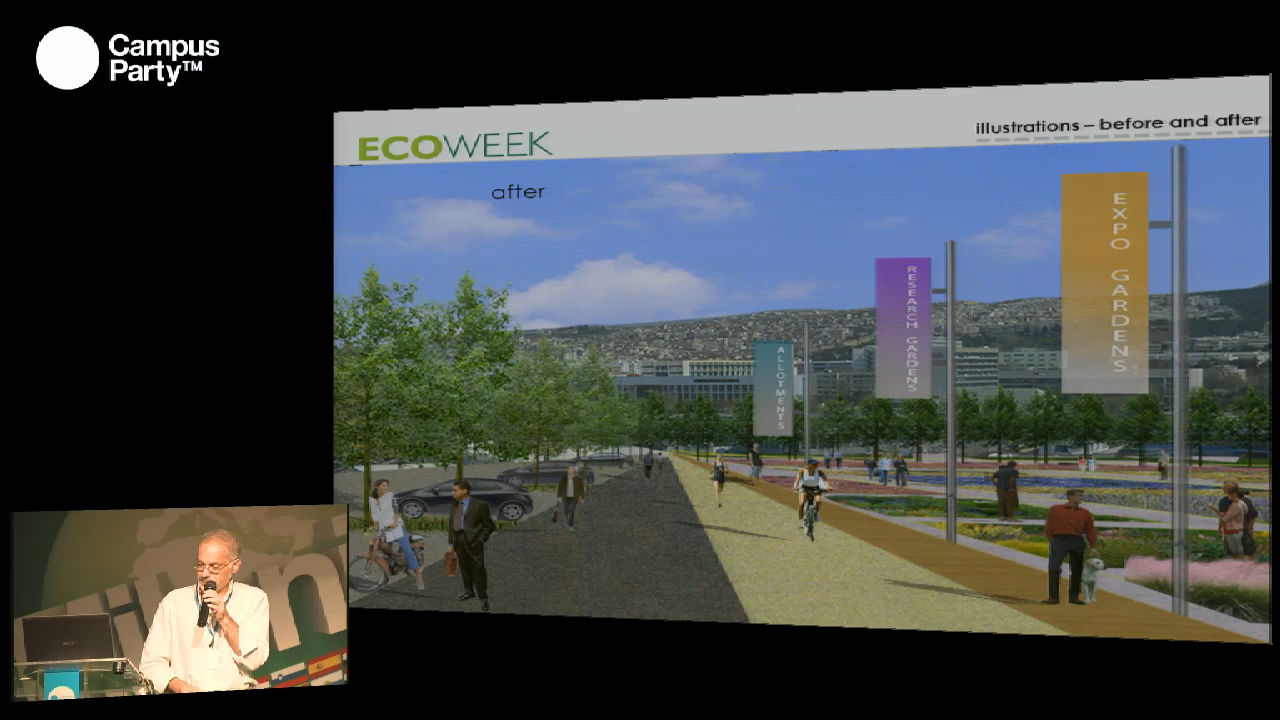 Campus
Party™
ECOWEEK
illustrations – before and after
after
EXPO GARDENS
RESEARCH GARDENS
ALLOTMENTS